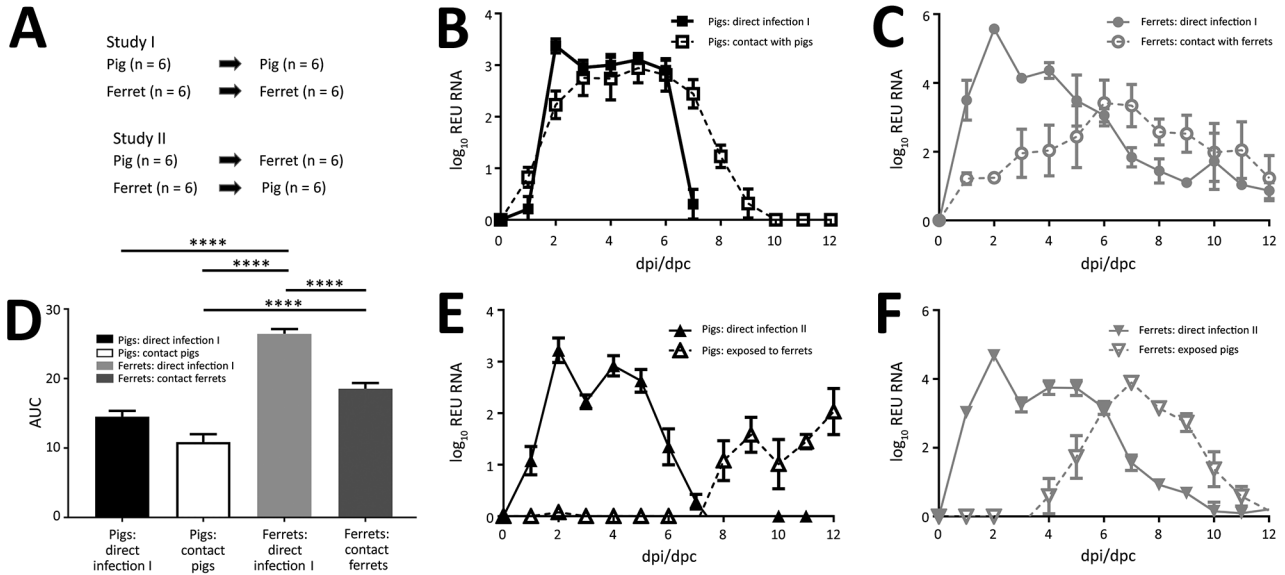 A
Study I
Pig (n = 6) Pig (n = 6)
Ferret (n = 6) Ferret (n = 6)
Study II
Pig (n = 6) Ferret (n = 6)
Ferret (n = 6) Pig (n = 6)
B
Pigs: direct infection I
Pigs: contact with pigs
log10 REU RNA
4
3
2
1
0
0 2 4 6 8 10 12
dpi/dpc
C
Ferrets: direct infection I
Ferrets: contact with ferrets
log10 REU RNA
6
4
2
0
0 2 4 6 8 10 12
dpi/dpc
D
****
****
****
****
Pigs: direct infection I
Pigs: contact pigs
Ferrets: direct infection I
Ferrets: contact ferrets
AUC
30
20
10
0
Pigs: direct infection I
Pigs: contact pigs
Ferrets: direct infection I
Ferrets: contact ferrets
E
Pigs: direct infection II
Pigs: exposed to ferrets
log10 REU RNA
4
3
2
1
0
0 2 4 6 8 10 12
dpi/dpc
F
Ferrets: direct infection II
Ferrets: exposed pigs
log10 REU RNA
6
4
2
0
0 2 4 6 8 10 12
dpi/dpc